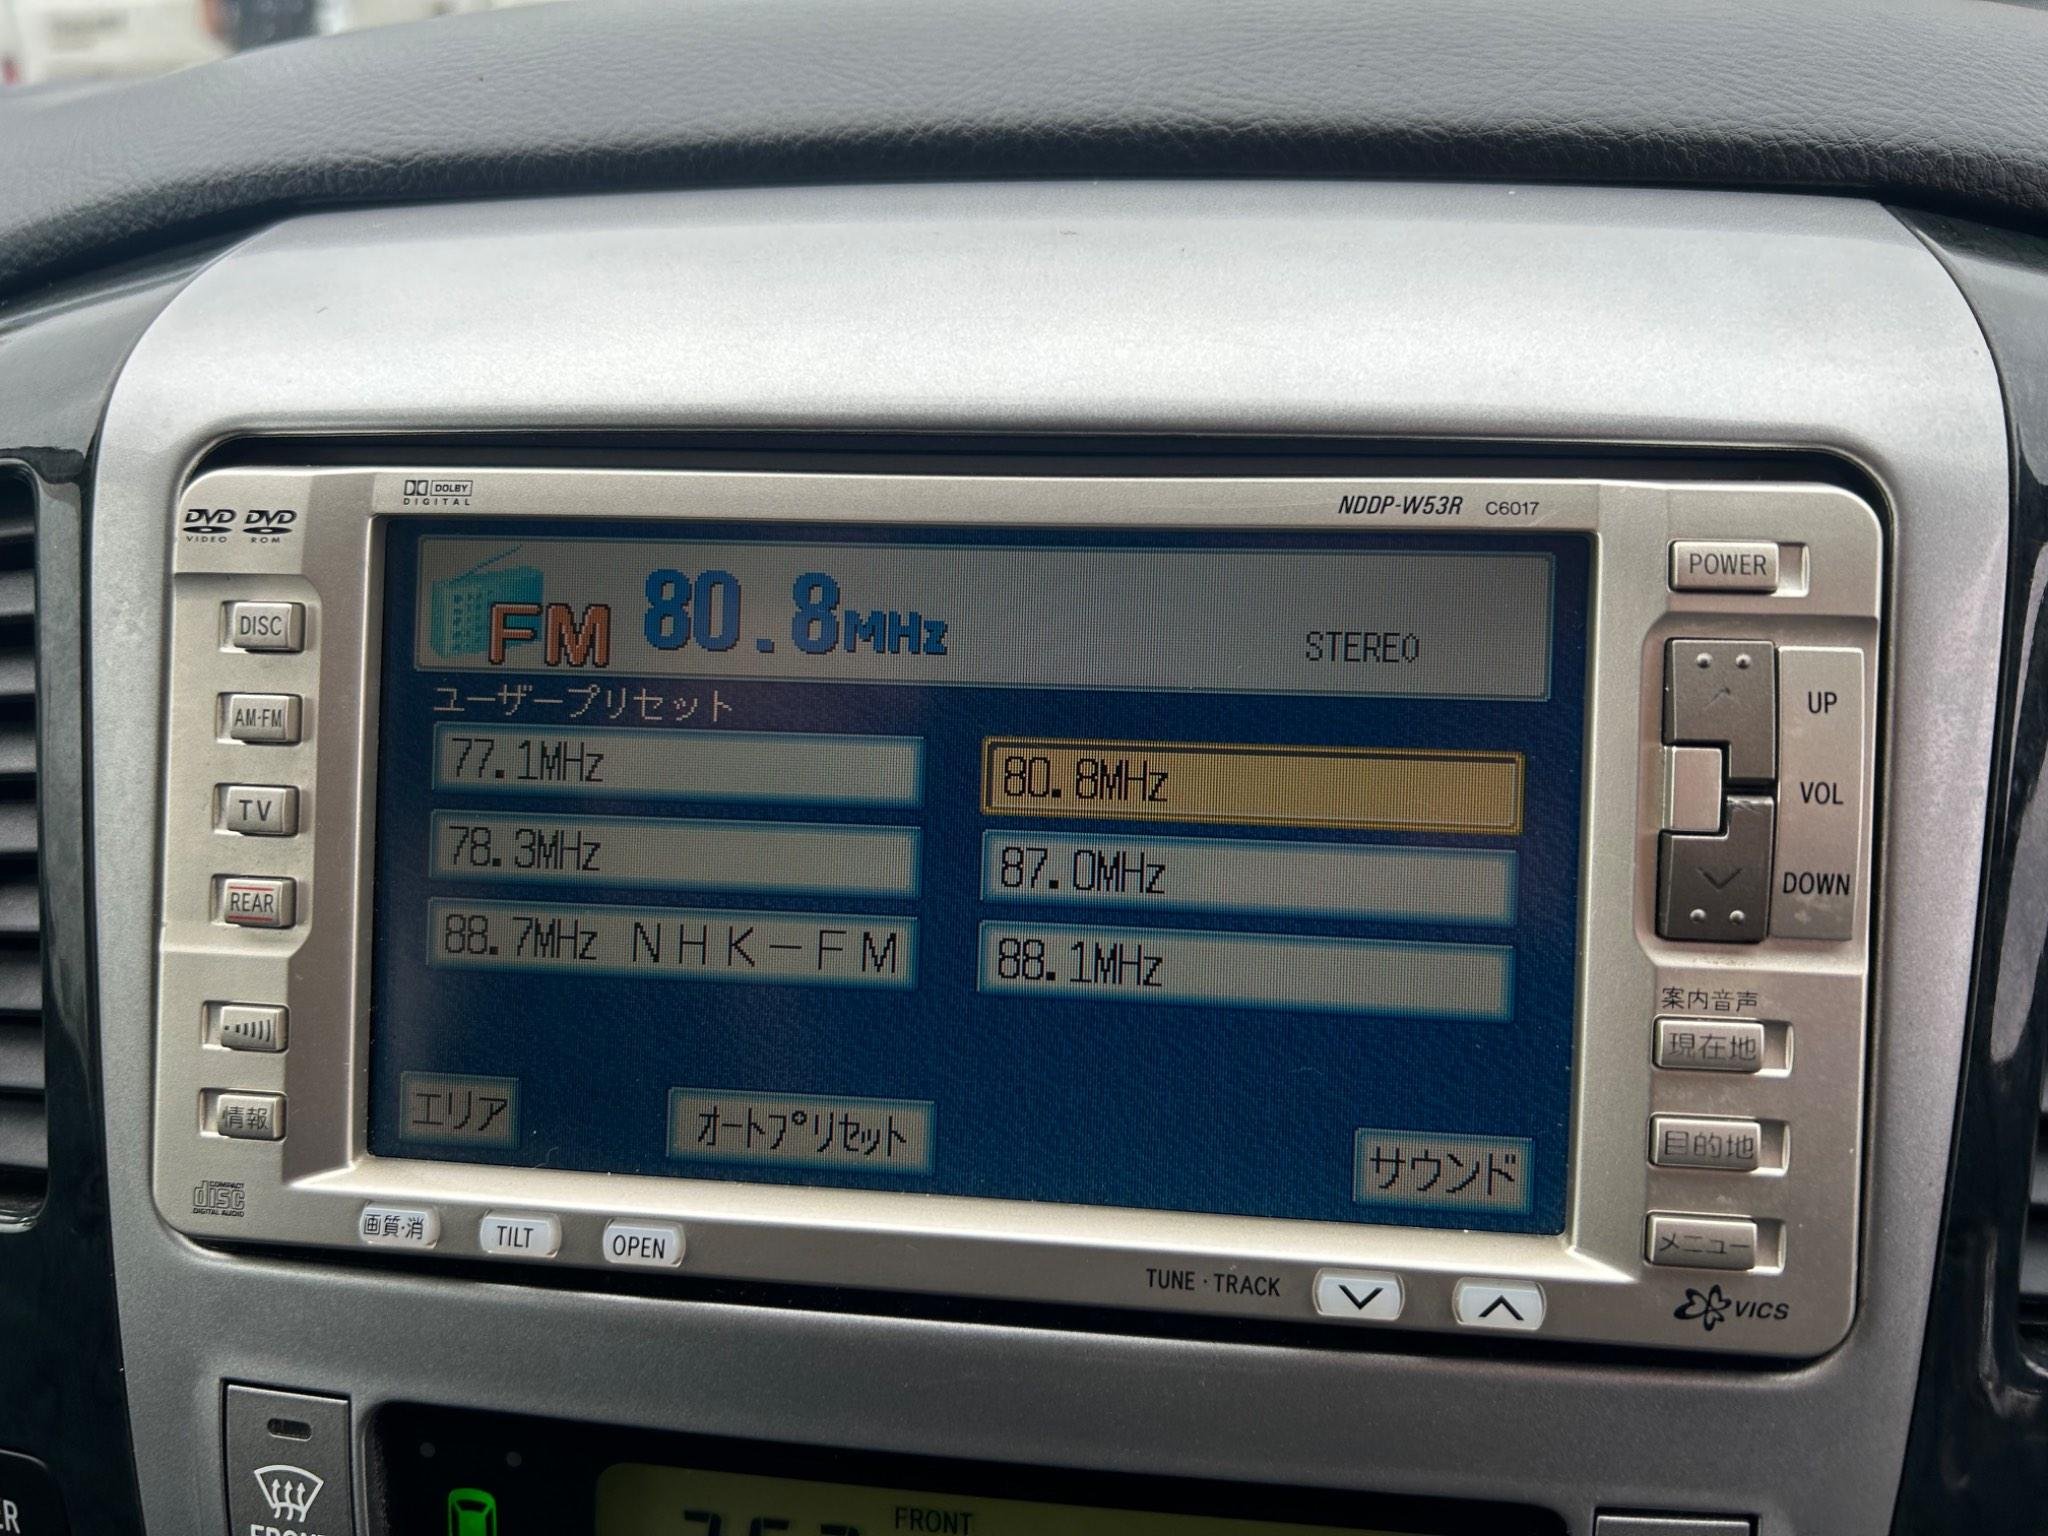 DOLBY
DIGITAL
NDDP-W53R C6017
DVD VIDEO DVD ROM
POWER
FM 80.8MHz
STEREO
DISC
ユーザープリセット
UP
AM·FM
77.1MHz
80.8MHz
VOL
TV
78.3MHz
87.0MHz
DOWN
REAR
88.7MHz NHK-FM
88.1MHz
案内音声
現在地
情報
エリア
オートプリセット
サウンド
目的地
COMPACT
disc
DIGITAL AUDIO
画質·消
TILT
OPEN
TUNE·TRACK
メニュー
VICS
FRONT
FRONT